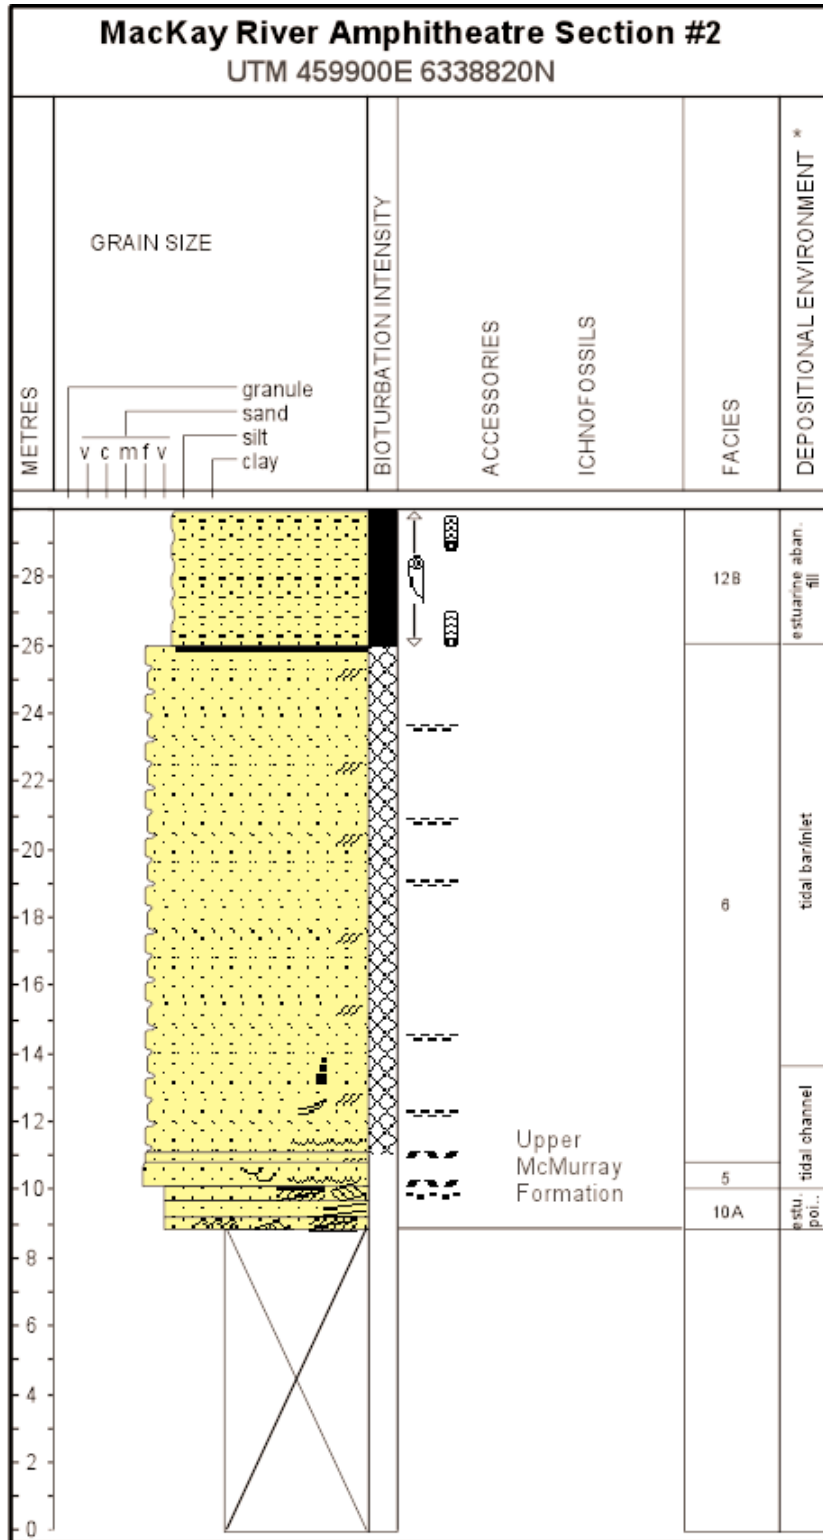 MacKay River Amphitheatre Section #2
UTM 459900E 6338820N
METRES
GRAIN SIZE
granule
sand
silt
clay
v c m f v
BIOTURBATION INTENSITY
ACCESSORIES
ICHNOFOSSILS
FACIES
DEPOSITIONAL ENVIRONMENT *
28
26
24
22
20
18
16
14
12
10
8
6
4
2
0
Upper
McMurray
Formation
12B
6
5
10A
estuarine aban.
fill
tidal bar/inlet
tidal channel
estu.
poi..